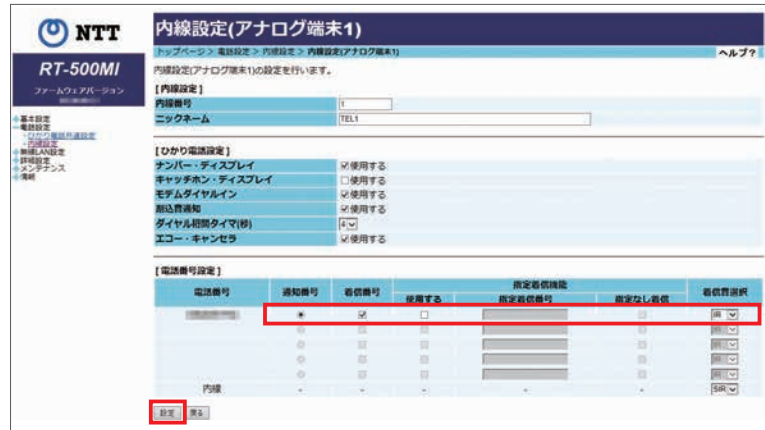 NTT
RT-500MI
ファームウェアバージョン
基本設定
電話設定
ひかり電話共通設定
内線設定
無線LAN設定
詳細設定
メンテナンス
情報
内線設定(アナログ端末1)
トップページ > 電話設定 > 内線設定 > 内線設定(アナログ端末1)
ヘルプ?
内線設定(アナログ端末1)の設定を行います。
[内線設定]
内線番号 1
ニックネーム TEL1
[ひかり電話設定]
ナンバー・ディスプレイ 使用する
キャッチホン・ディスプレイ 使用する
モデムダイヤルイン 使用する
割込音通知 使用する
ダイヤル桁間タイマ(秒) 4
エコー・キャンセラ 使用する
[電話番号設定]
電話番号 通知番号 着信番号 指定着信機能 着信音選択
使用する 指定着信番号 指定なし着信
IR
IR
IR
IR
IR
内線 - - - - - SIR
設定 戻る